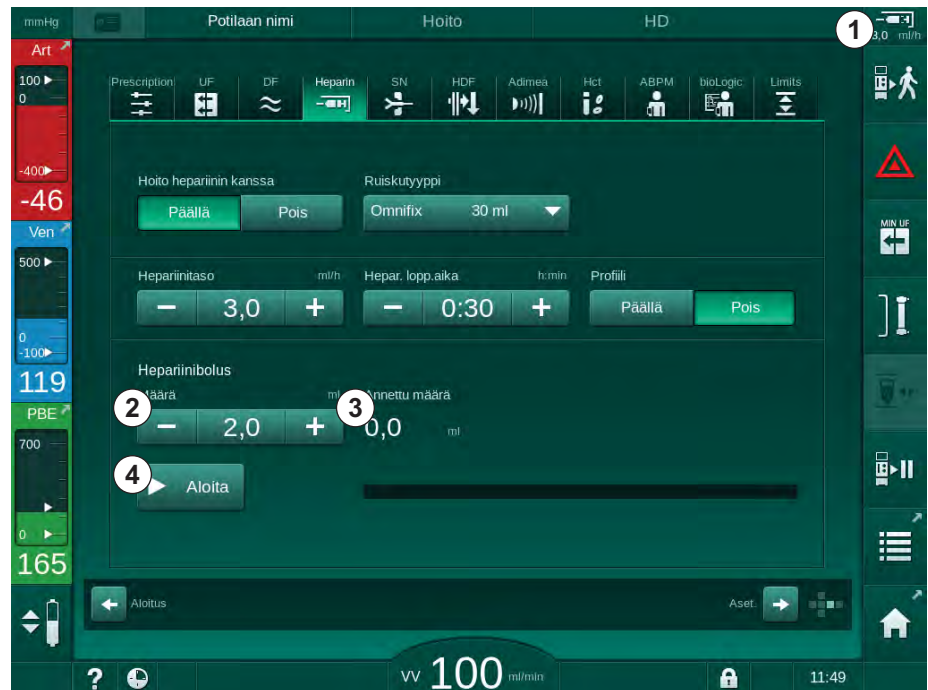 mmHg Potilaan nimi Hoito HD 1
3,0 ml/h
Art
100
0
-400
-46
Ven
500
0
-100
119
PBE
700
0
165
Prescription UF DF Heparin SN HDF Adimea Hct ABPM bioLogic Limits
Hoito hepariinin kanssa Ruiskutyyppi
Päällä Pois Omnifix 30 ml
Hepariinitaso ml/h Hepar. lopp.aika h:min Profiili
− 3,0 + − 0:30 + Päällä Pois
Hepariinibolus
Määrä ml Annettu määrä
2 − 2,0 + 3 0,0 ml
4 Aloita
MIN UF
Aloitus Aset.
? VV 100 ml/min 11:49